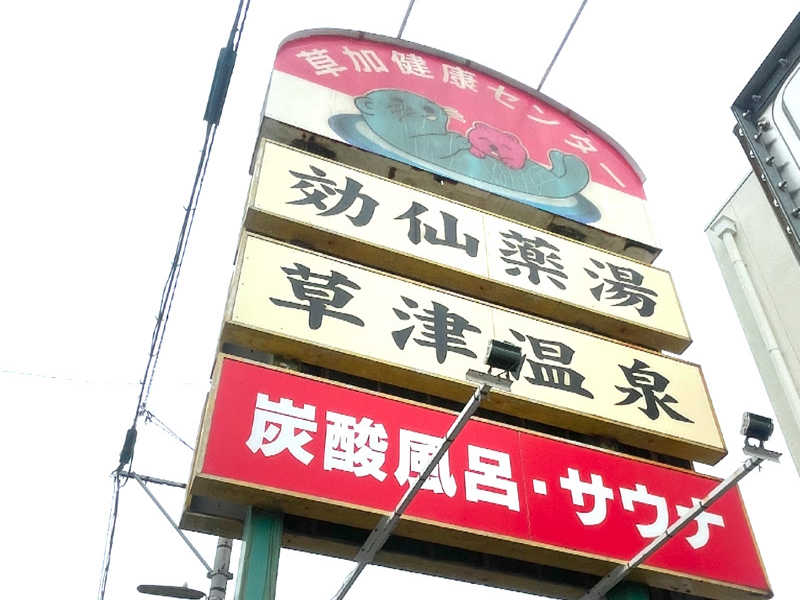 草加健康センター
効仙薬湯
草津温泉
炭酸風呂・サウナ